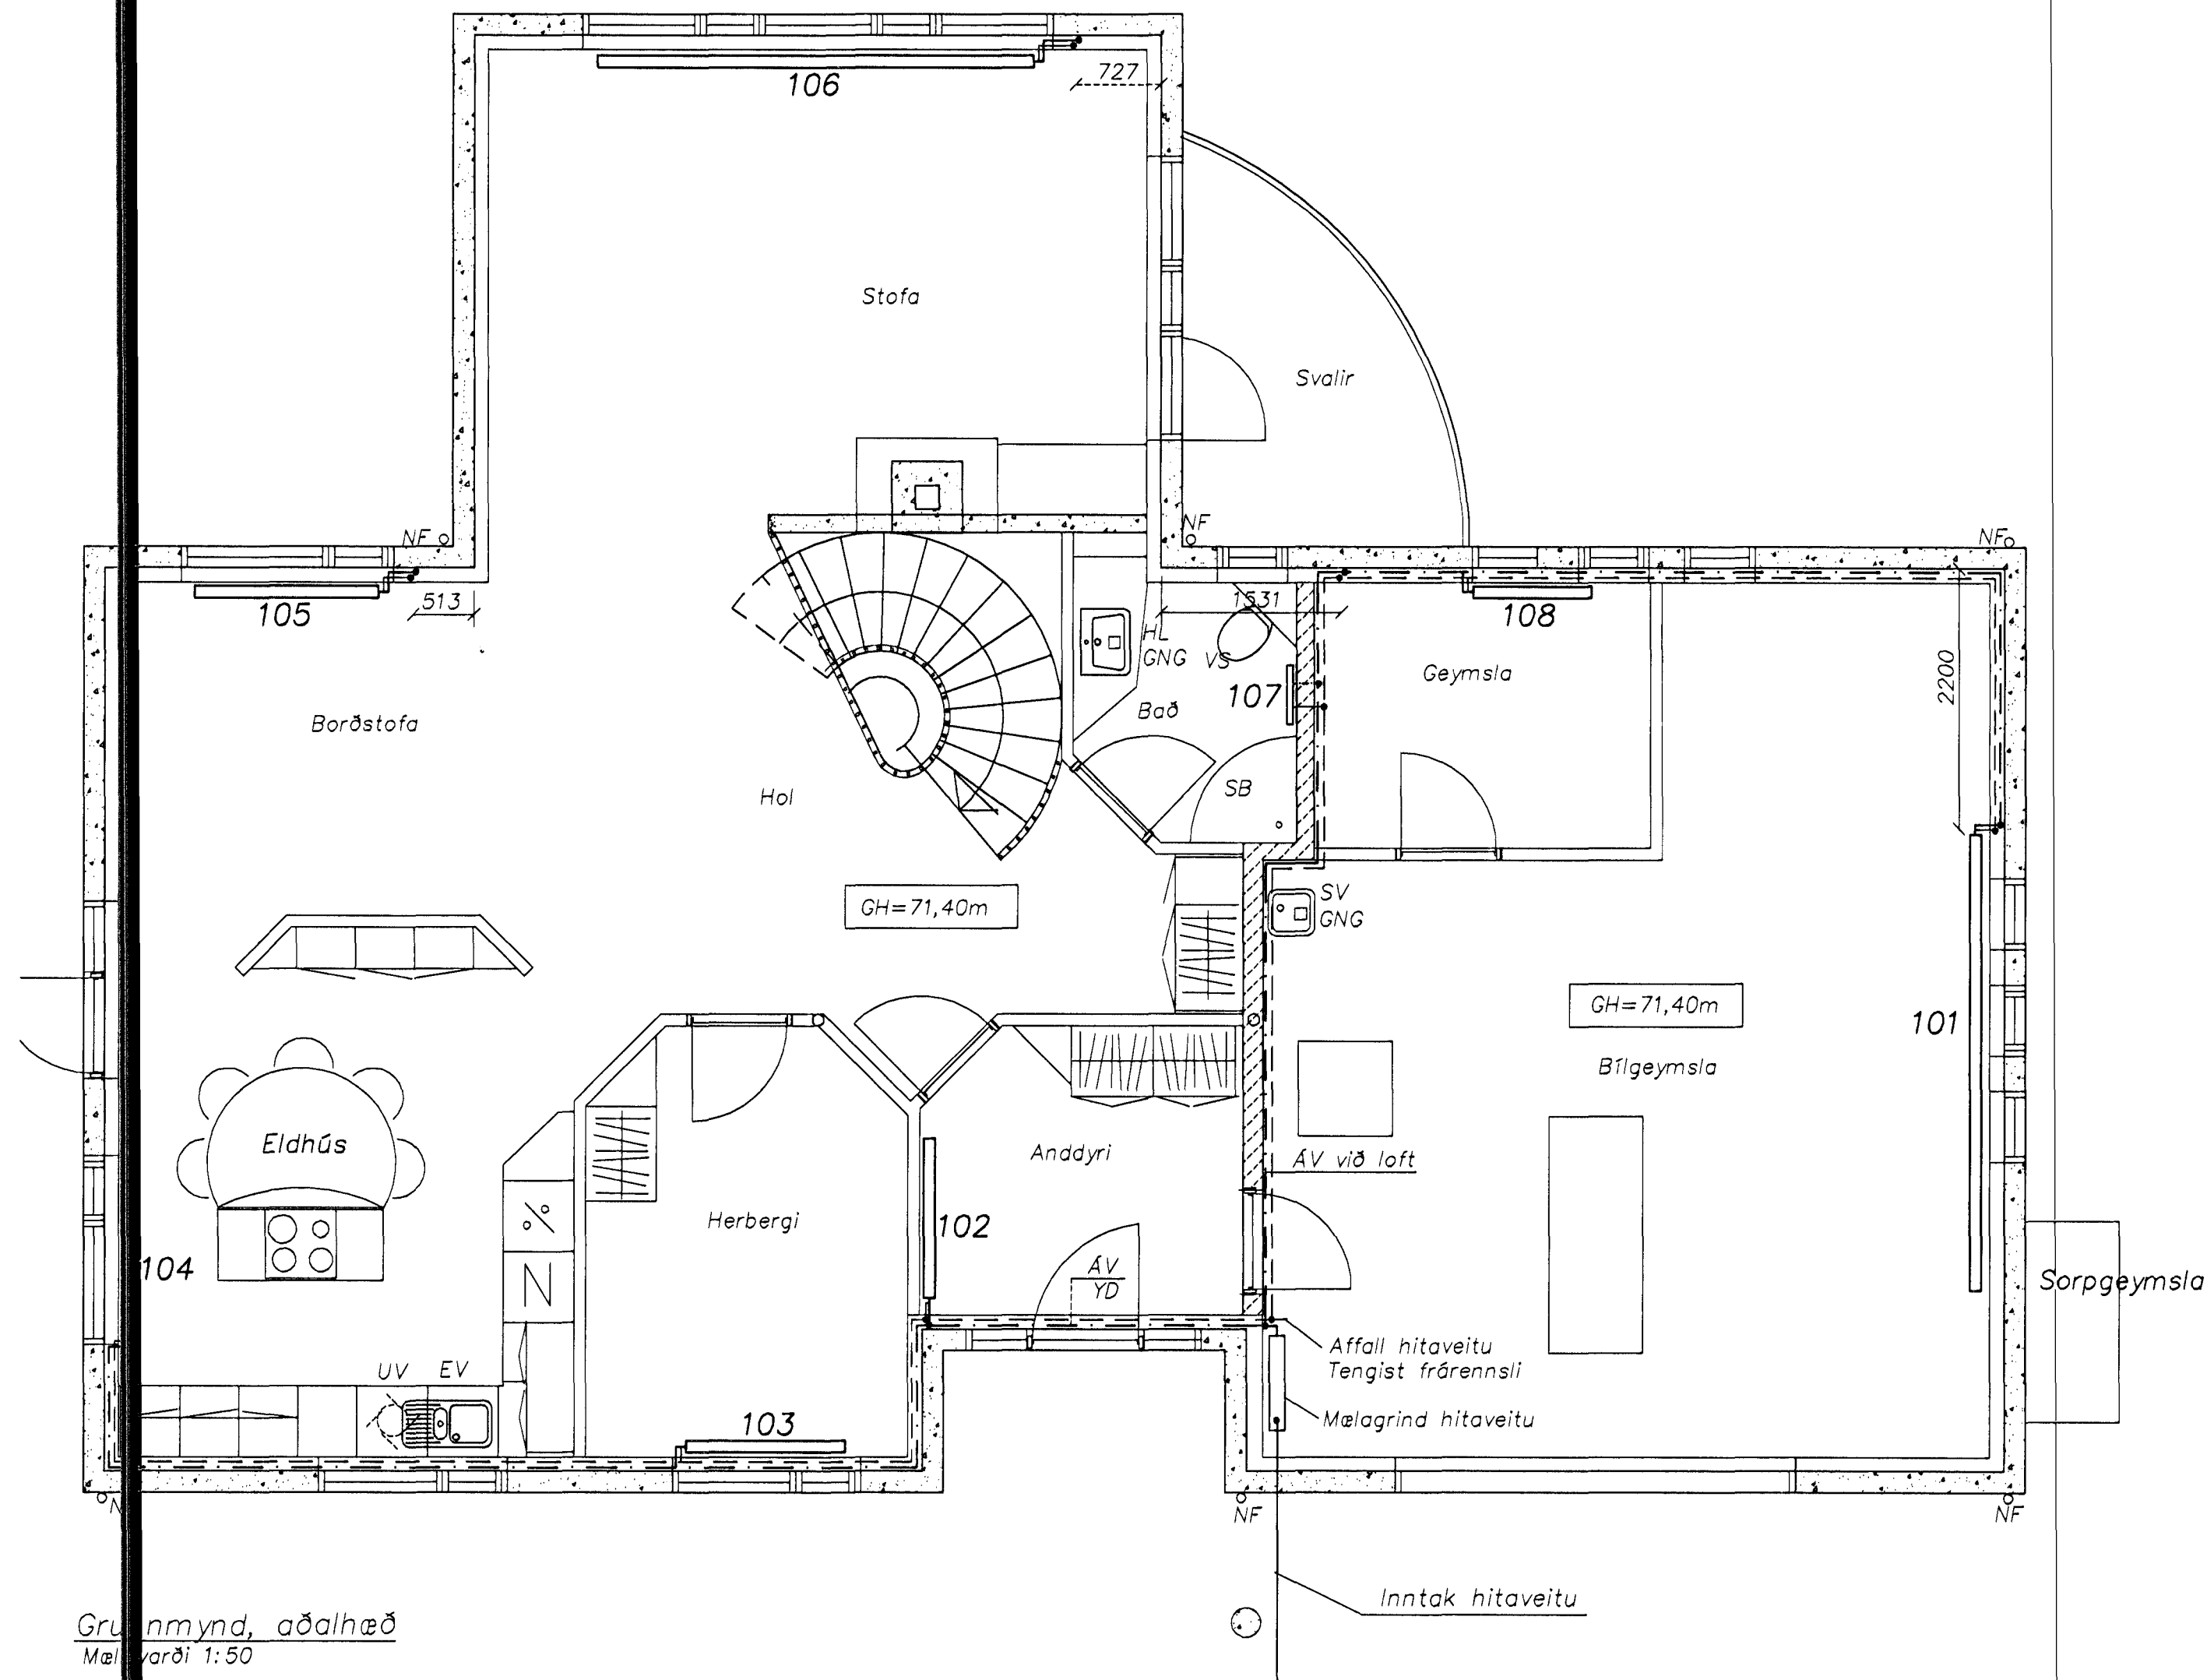 106
727
Stofa
Svalir
NF
NF
NF
105
513
1531
108
HL
GNG
VS
107
Geymsla
2200
Borðstofa
Bað
Hol
SB
GH=71,40m
SV
GNG
GH=71,40m
101
Bílgeymsla
Eldhús
Anddyri
ÁV við loft
Herbergi
102
104
ÁV
YD
Sorpgeymsla
Affall hitaveitu
Tengist frárennsli
UV
EV
103
Mælagrind hitaveitu
NF
NF
Inntak hitaveitu
aðalhæð
1:50